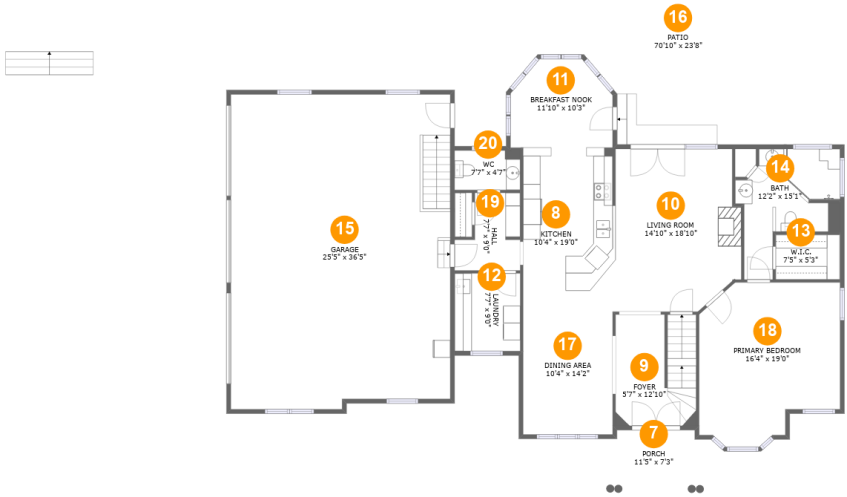 16
PATIO
70'10" x 23'8"
11
BREAKFAST NOOK
11'10" x 10'3"
20
WC
7'7" x 4'7"
14
BATH
12'2" x 15'1"
19
HALL
7'7" x 9'0"
8
KITCHEN
10'4" x 19'0"
10
LIVING ROOM
14'10" x 18'10"
15
GARAGE
25'5" x 36'5"
13
W.I.C.
7'5" x 5'3"
12
LAUNDRY
7'7" x 9'0"
17
DINING AREA
10'4" x 14'2"
18
PRIMARY BEDROOM
16'4" x 19'0"
9
FOYER
5'7" x 12'10"
7
PORCH
11'5" x 7'3"